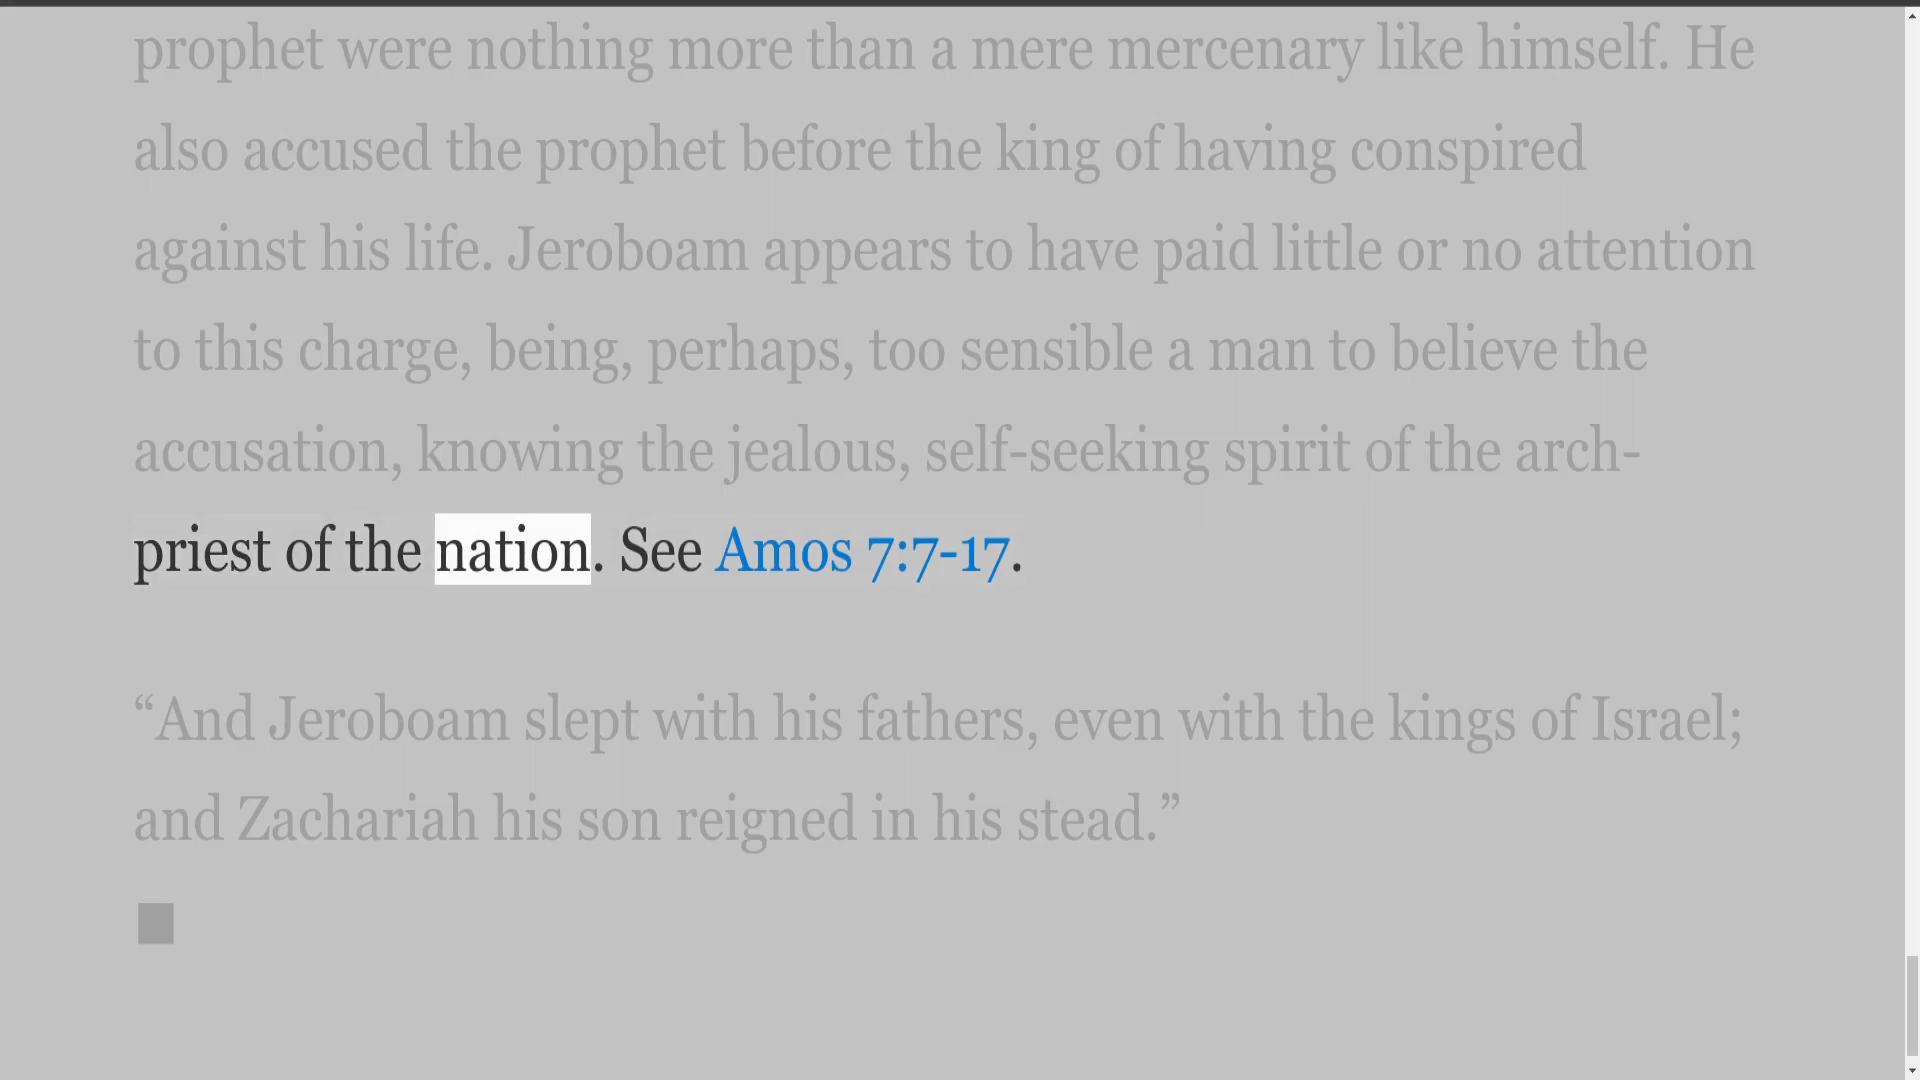 prophet were nothing more than a mere mercenary like himself. He
also accused the prophet before the king of having conspired
against his life. Jeroboam appears to have paid little or no attention
to this charge, being, perhaps, too sensible a man to believe the
accusation, knowing the jealous, self-seeking spirit of the arch-
priest of the nation. See Amos 7:7-17.
“And Jeroboam slept with his fathers, even with the kings of Israel;
and Zachariah his son reigned in his stead.”